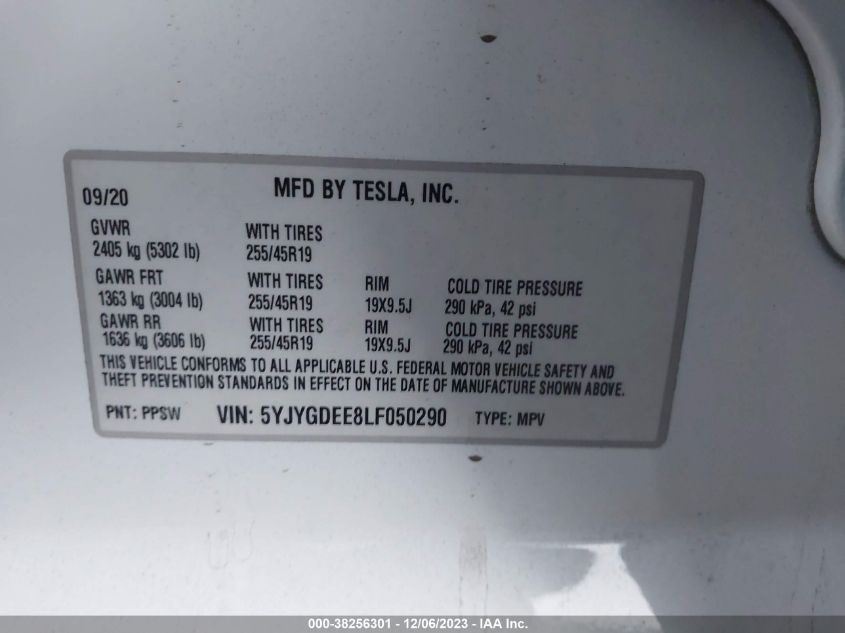 09/20 MFD BY TESLA, INC.
GVWR WITH TIRES
2405 kg (5302 lb) 255/45R19
GAWR FRT WITH TIRES RIM COLD TIRE PRESSURE
1363 kg (3004 lb) 255/45R19 19X9.5J 290 kPa, 42 psi
GAWR RR WITH TIRES RIM COLD TIRE PRESSURE
1636 kg (3606 lb) 255/45R19 19X9.5J 290 kPa, 42 psi
THIS VEHICLE CONFORMS TO ALL APPLICABLE U.S. FEDERAL MOTOR VEHICLE SAFETY AND
THEFT PREVENTION STANDARDS IN EFFECT ON THE DATE OF MANUFACTURE SHOWN ABOVE.
PNT: PPSW VIN: 5YJYGDEE8LF050290 TYPE: MPV
000-38256301 - 12/06/2023 - IAA Inc.